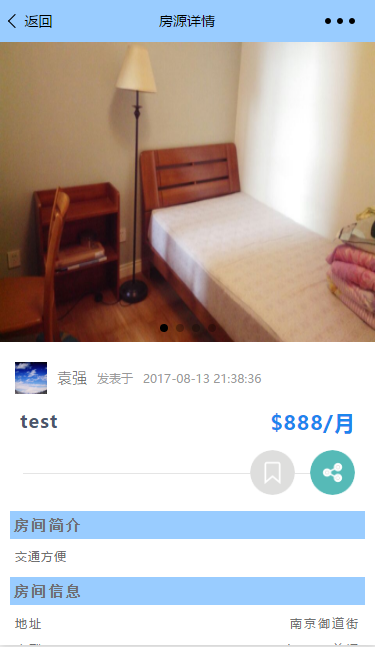 返回 房源详情
袁强 发表于 2017-08-13 21:38:36
test $888/月
房间简介
交通方便
房间信息
地址 南京御道街